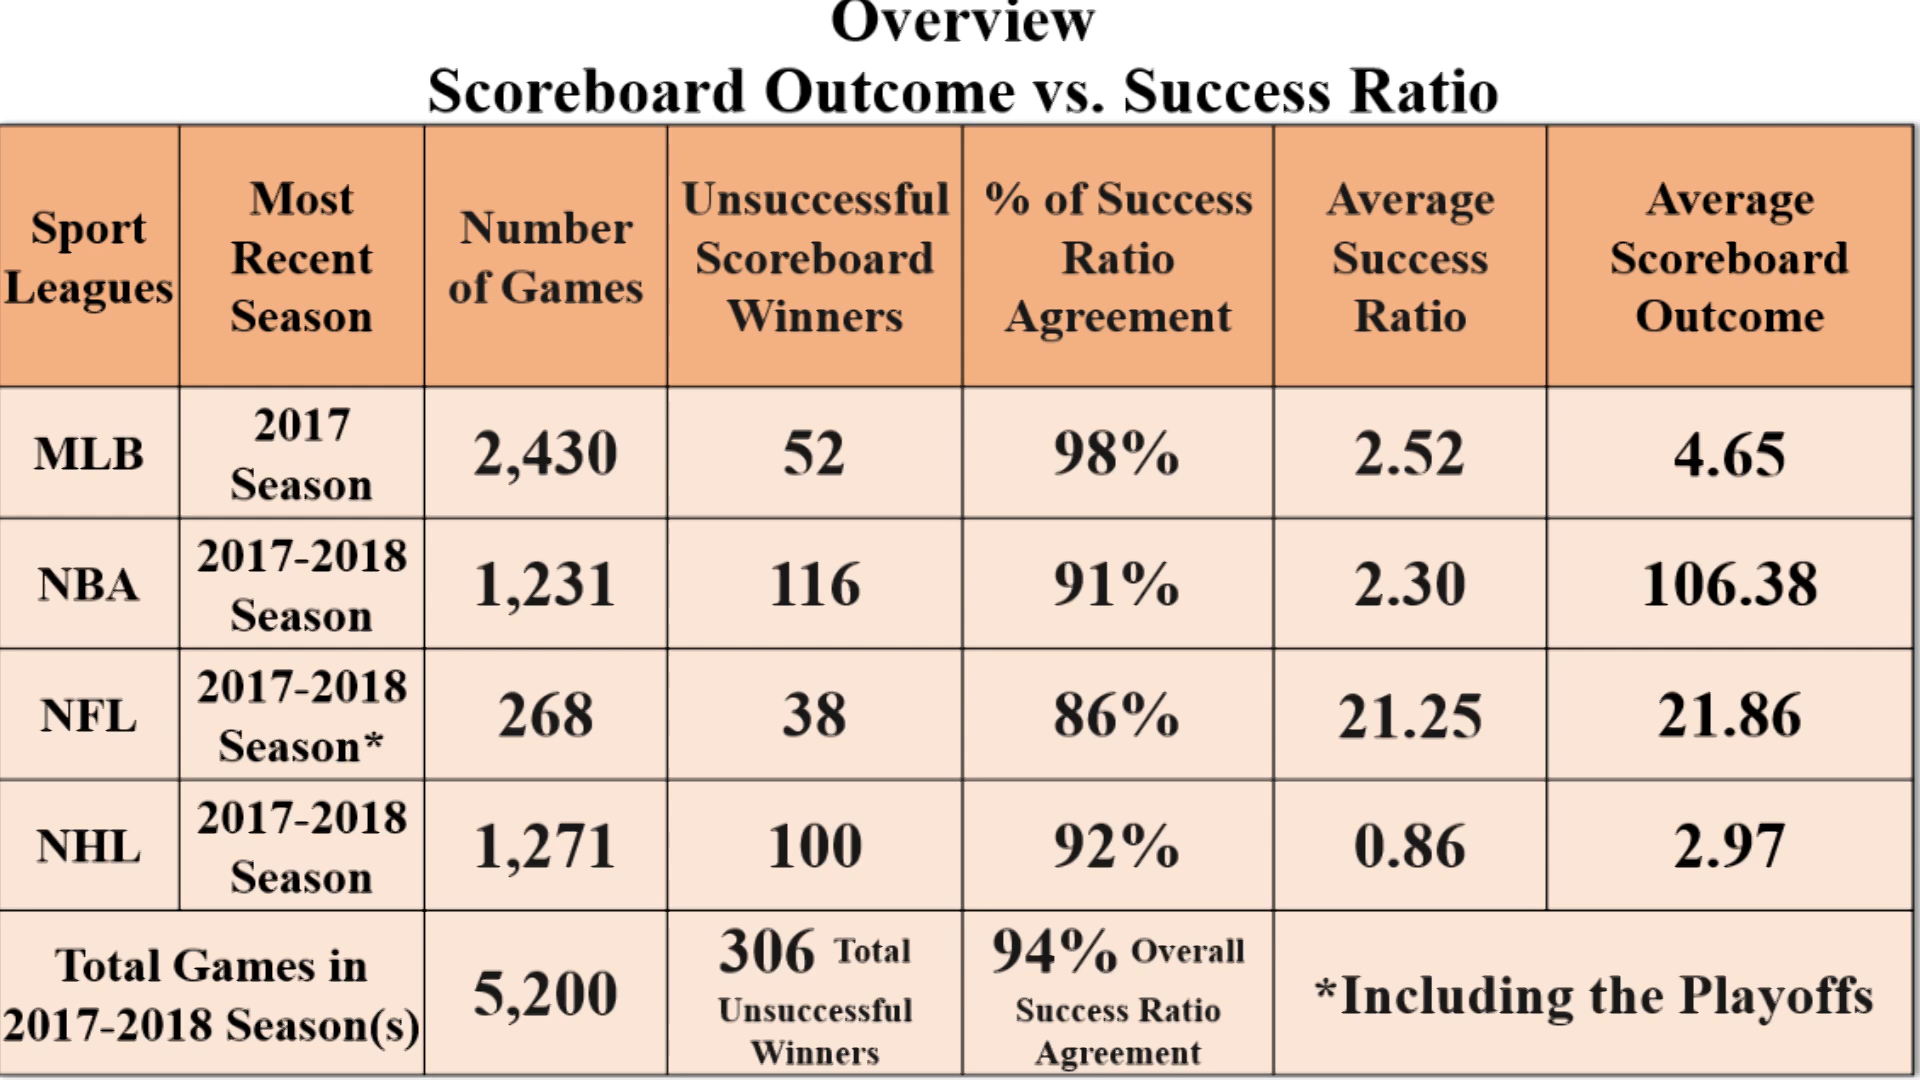 Overview
Scoreboard Outcome vs. Success Ratio
Sport
Leagues
Most
Recent
Season
Number
of Games
Unsuccessful
Scoreboard
Winners
% of Success
Ratio
Agreement
Average
Success
Ratio
Average
Scoreboard
Outcome
MLB
2017
Season
2,430
52
98%
2.52
4.65
NBA
2017-2018
Season
1,231
116
91%
2.30
106.38
NFL
2017-2018
Season*
268
38
86%
21.25
21.86
NHL
2017-2018
Season
1,271
100
92%
0.86
2.97
Total Games in
2017-2018 Season(s)
5,200
306 Total
Unsuccessful
Winners
94% Overall
Success Ratio
Agreement
*Including the Playoffs